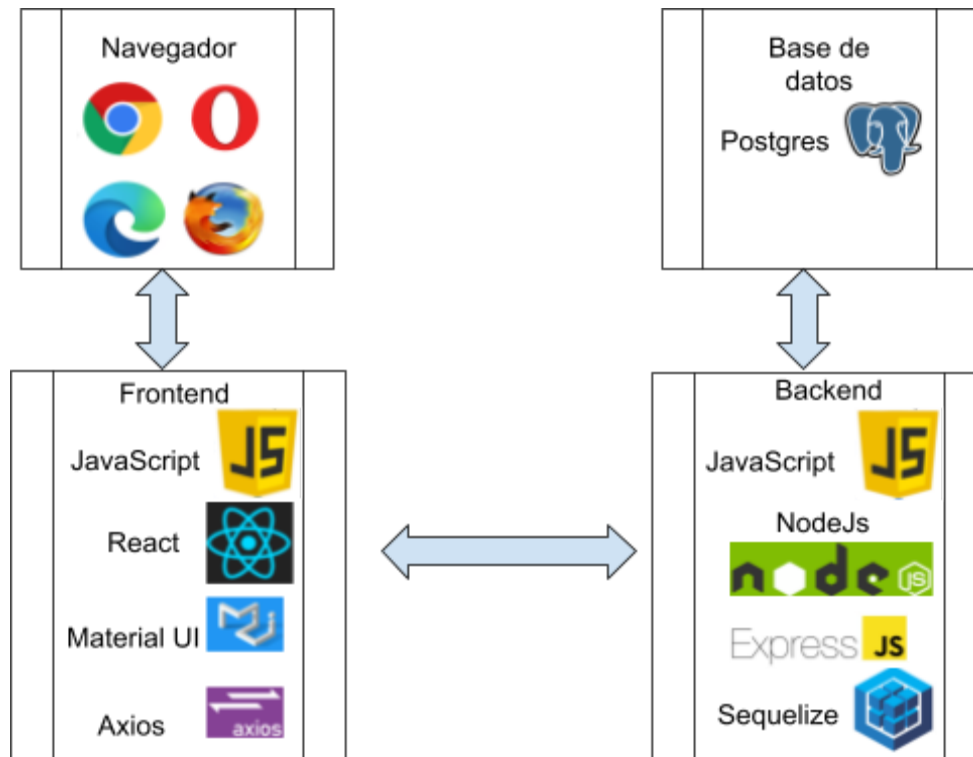 Navegador
Base de
datos
Postgres
Frontend
JavaScript
JS
React
Material UI
Axios
axios
Backend
JavaScript
JS
NodeJs
node
JS
Express
JS
Sequelize